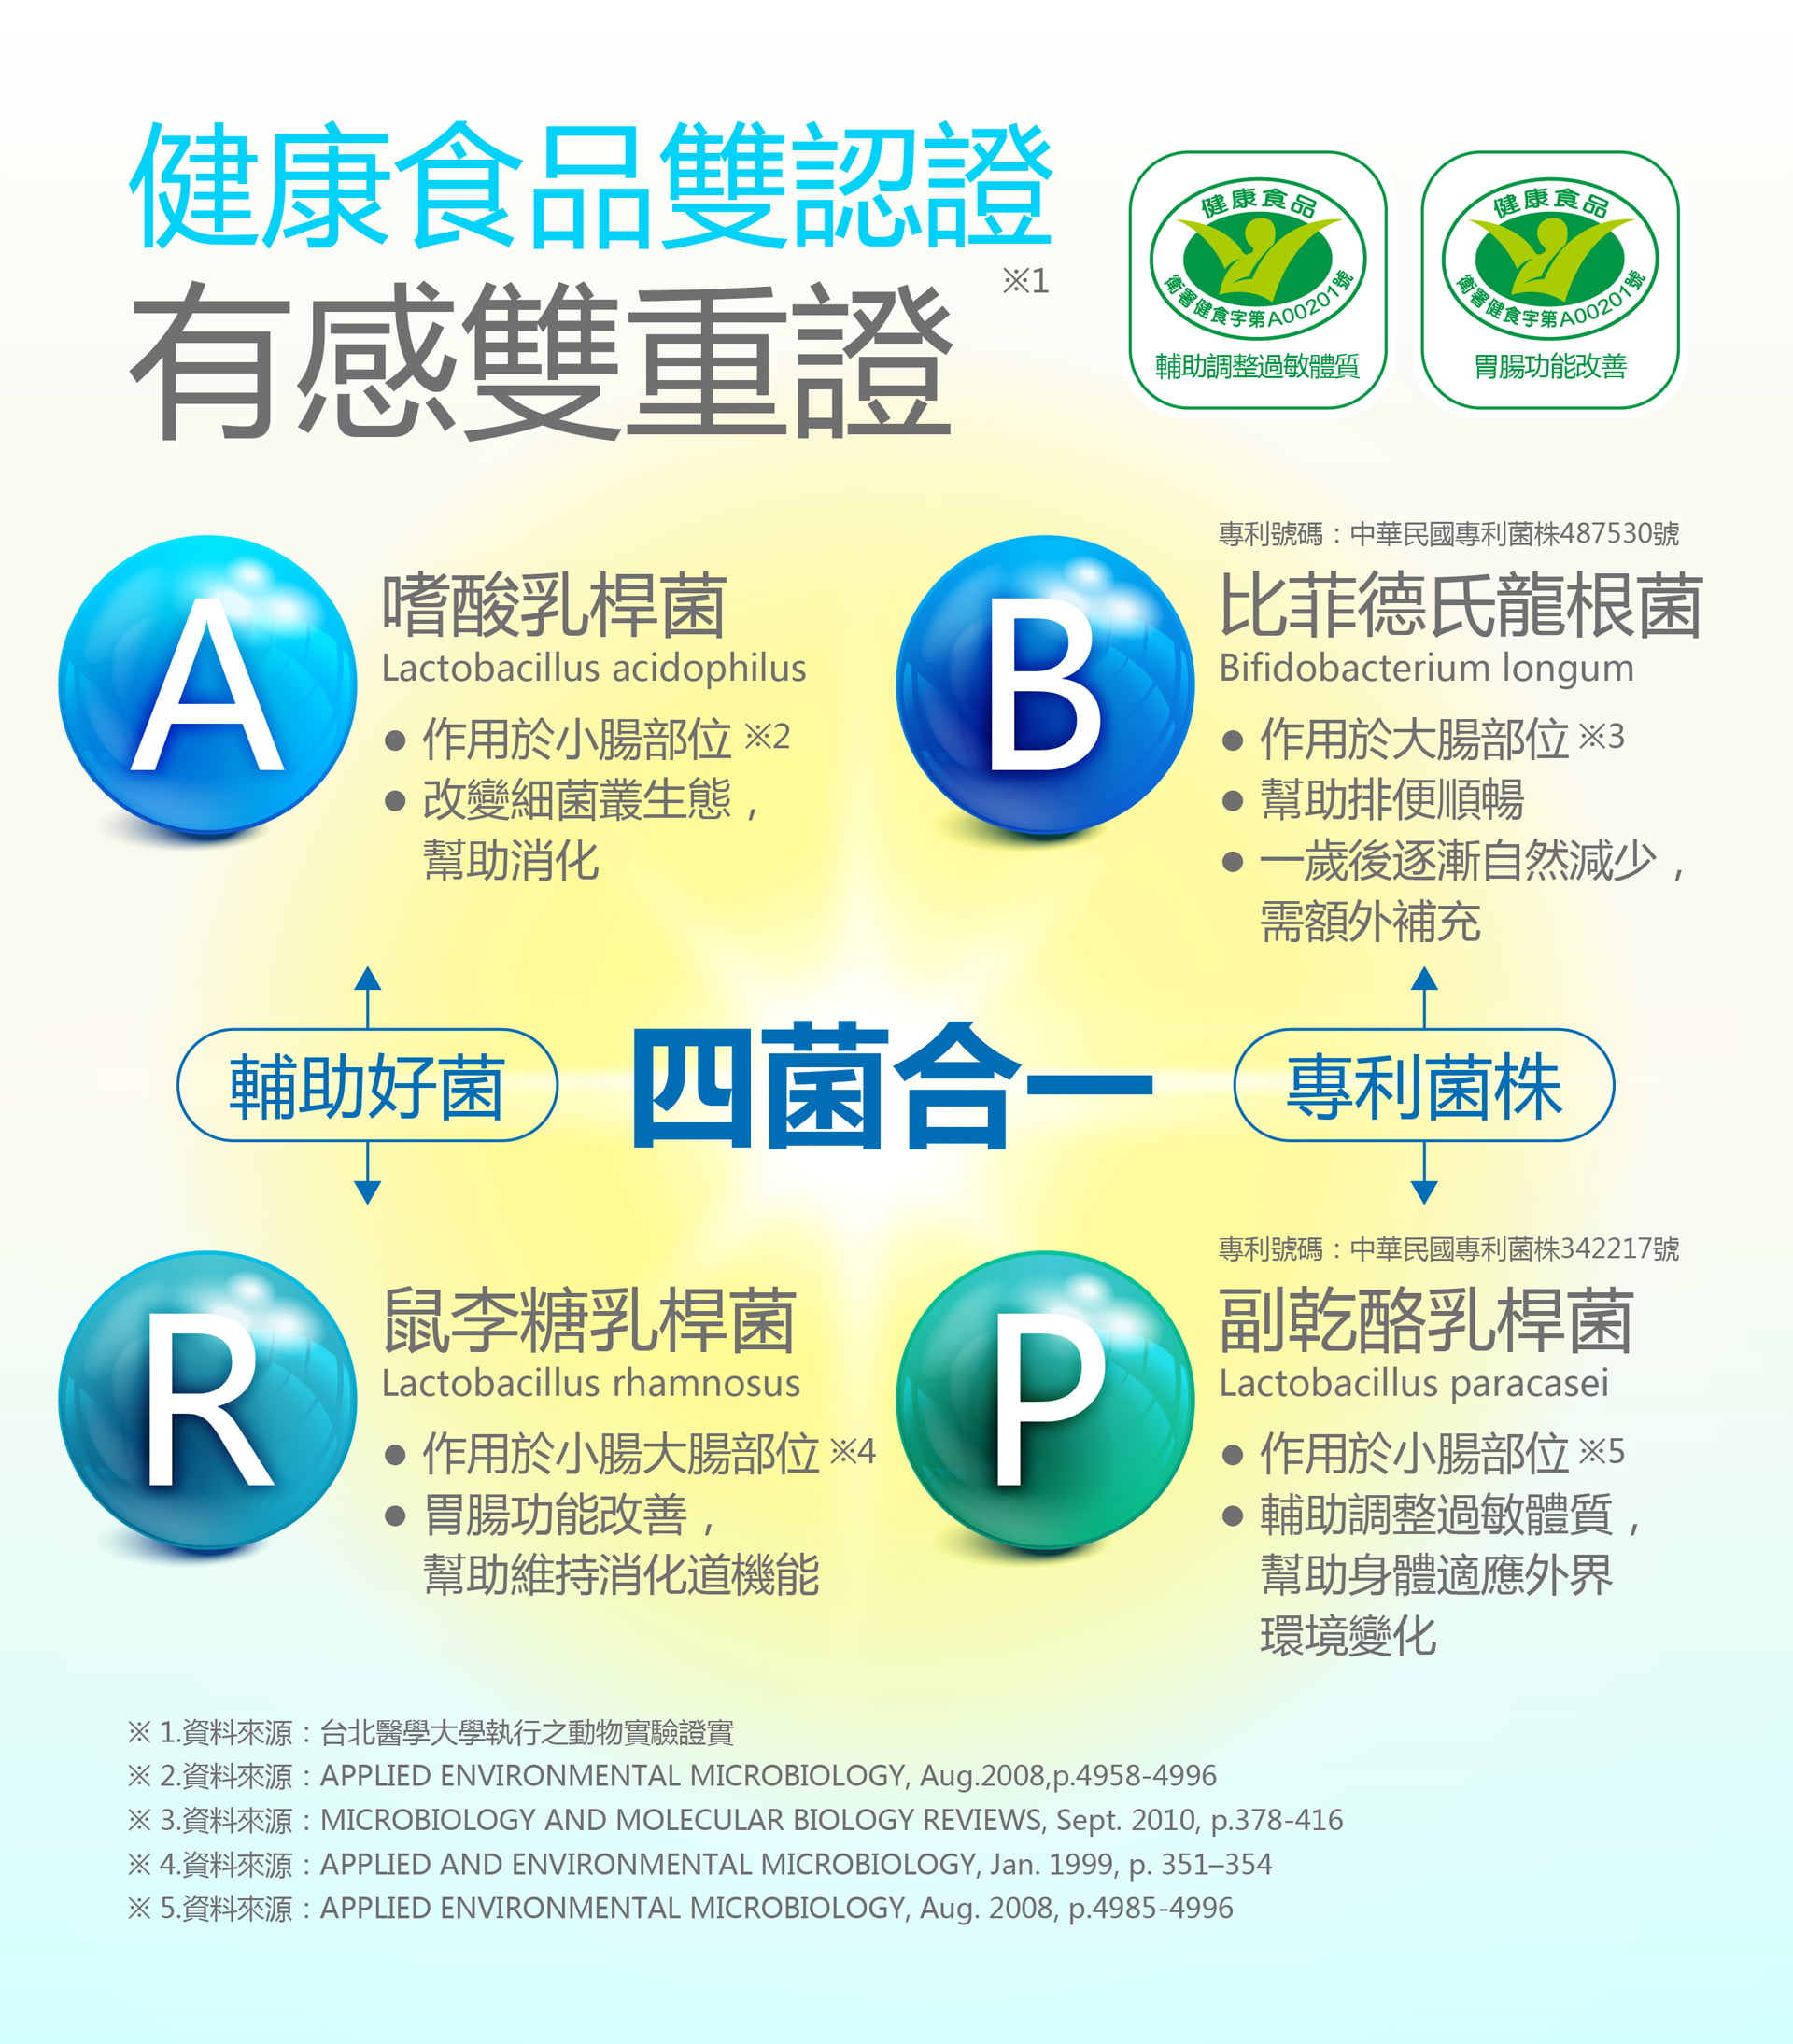 健康食品雙認證
有感雙重證
※1
健康食品
衛署健食字第A00201號
輔助調整過敏體質
健康食品
衛署健食字第A00201號
胃腸功能改善
A
嗜酸乳桿菌
Lactobacillus acidophilus
● 作用於小腸部位 ※2
● 改變細菌叢生態，
幫助消化
專利號碼：中華民國專利菌株487530號
B
比菲德氏龍根菌
Bifidobacterium longum
● 作用於大腸部位 ※3
● 幫助排便順暢
● 一歲後逐漸自然減少，
需額外補充
輔助好菌
四菌合一
專利菌株
R
鼠李糖乳桿菌
Lactobacillus rhamnosus
● 作用於小腸大腸部位 ※4
● 胃腸功能改善，
幫助維持消化道機能
專利號碼：中華民國專利菌株342217號
P
副乾酪乳桿菌
Lactobacillus paracasei
● 作用於小腸部位 ※5
● 輔助調整過敏體質，
幫助身體適應外界
環境變化
※ 1.資料來源：台北醫學大學執行之動物實驗證實
※ 2.資料來源：APPLIED ENVIRONMENTAL MICROBIOLOGY, Aug.2008,p.4958-4996
※ 3.資料來源：MICROBIOLOGY AND MOLECULAR BIOLOGY REVIEWS, Sept. 2010, p.378-416
※ 4.資料來源：APPLIED AND ENVIRONMENTAL MICROBIOLOGY, Jan. 1999, p. 351–354
※ 5.資料來源：APPLIED ENVIRONMENTAL MICROBIOLOGY, Aug. 2008, p.4985-4996